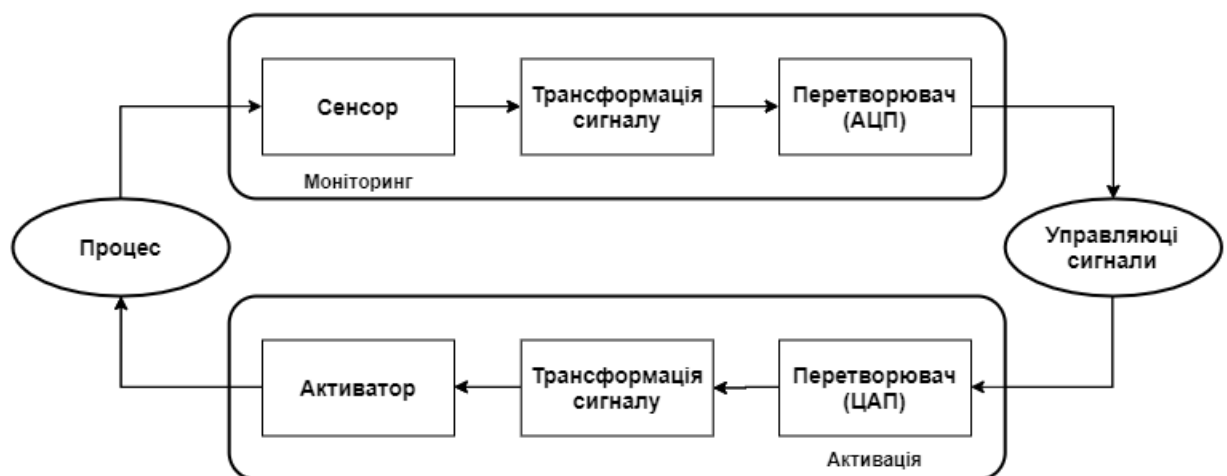 Сенсор
Трансформація
сигналу
Перетворювач
(АЦП)
Моніторинг
Процес
Управляюці
сигнали
Активатор
Трансформація
сигналу
Перетворювач
(ЦАП)
Активація